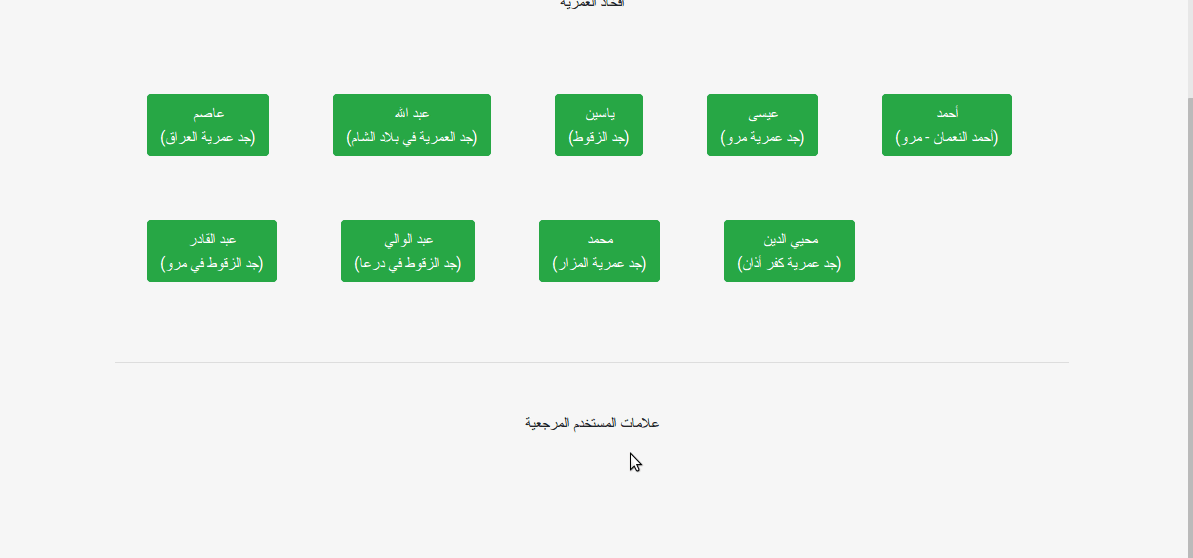 أفخاذ العمرية
أحمد
(أحمد النعمان - مرو)
عيسى
(جد عمرية مرو)
ياسين
(جد الزقوط)
عبد الله
(جد العمرية في بلاد الشام)
عاصم
(جد عمرية العراق)
محيي الدين
(جد عمرية كفر أذان)
محمد
(جد عمرية المزار)
عبد الوالي
(جد الزقوط في درعا)
عبد القادر
(جد الزقوط في مرو)
علامات المستخدم المرجعية